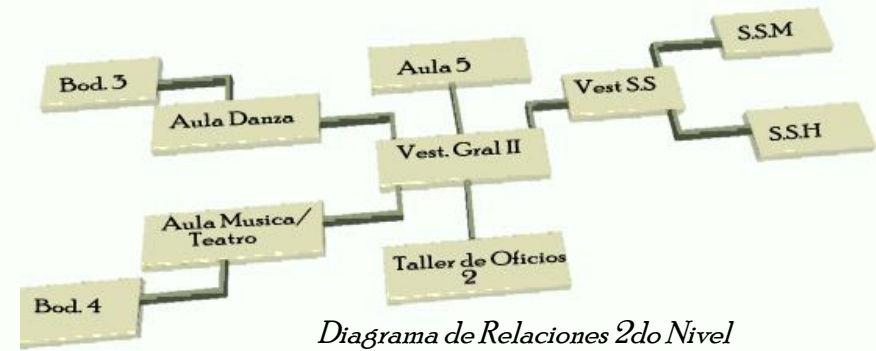 S.S.M
Bod. 3
Aula 5
Vest S.S
Aula Danza
S.S.H
Vest. Gral II
Aula Musica/
Teatro
Taller de Oficios
2
Bod. 4
Diagrama de Relaciones 2do Nivel